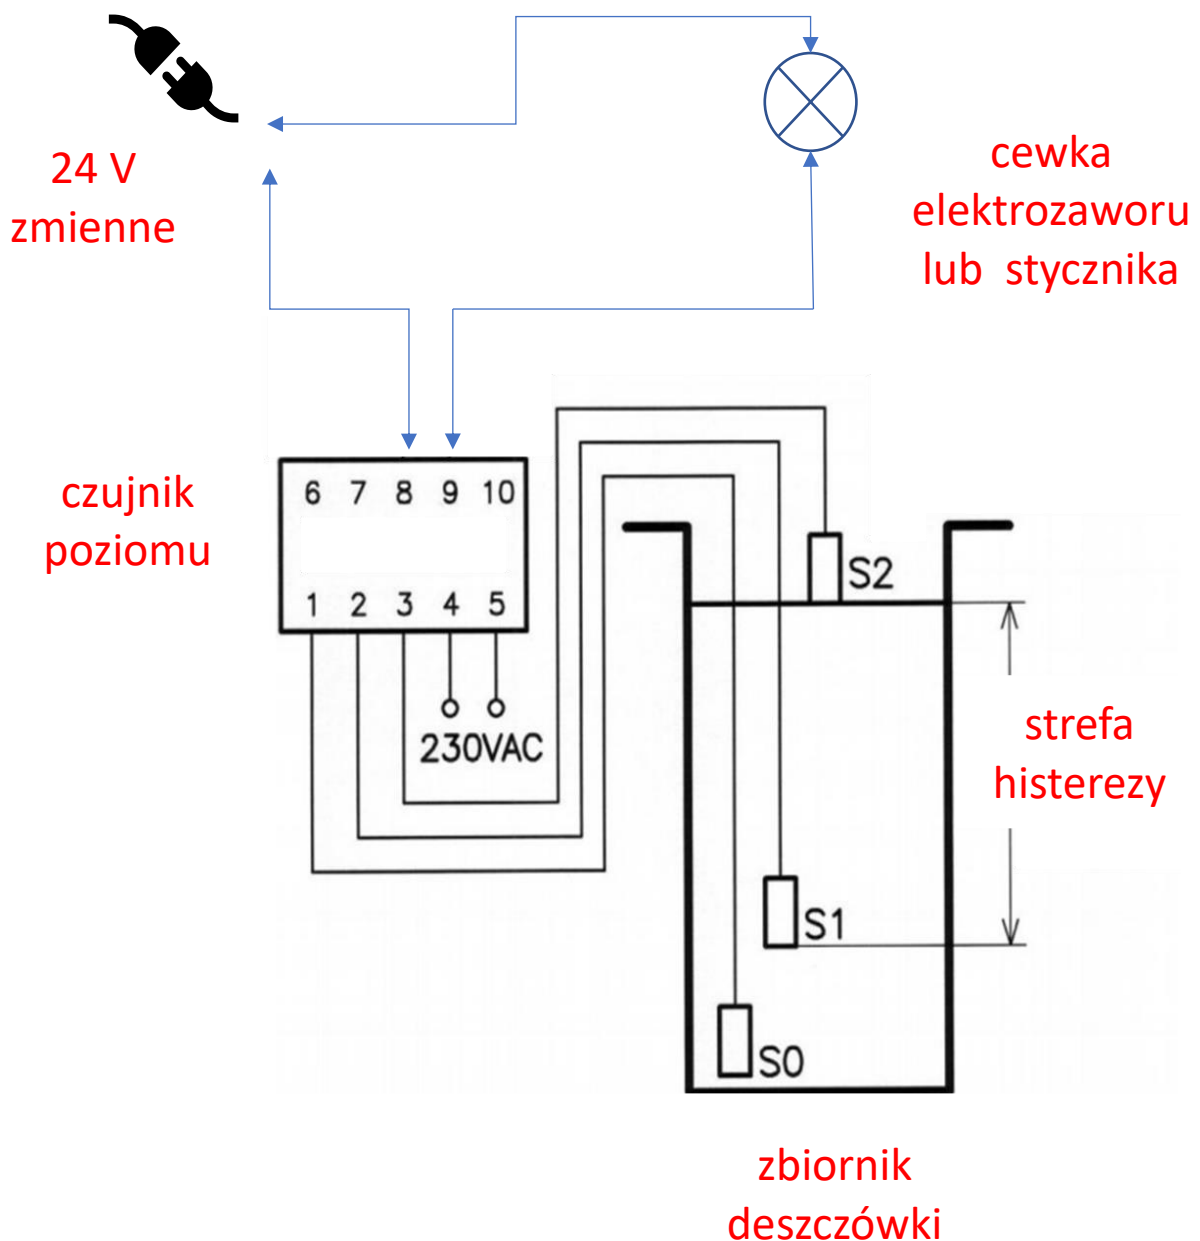 24 V
zmienne
cewka
elektrozaworu
lub stycznika
czujnik
poziomu
6 7 8 9 10
1 2 3 4 5
230VAC
S2
strefa
histerezy
S1
S0
zbiornik
deszczówki